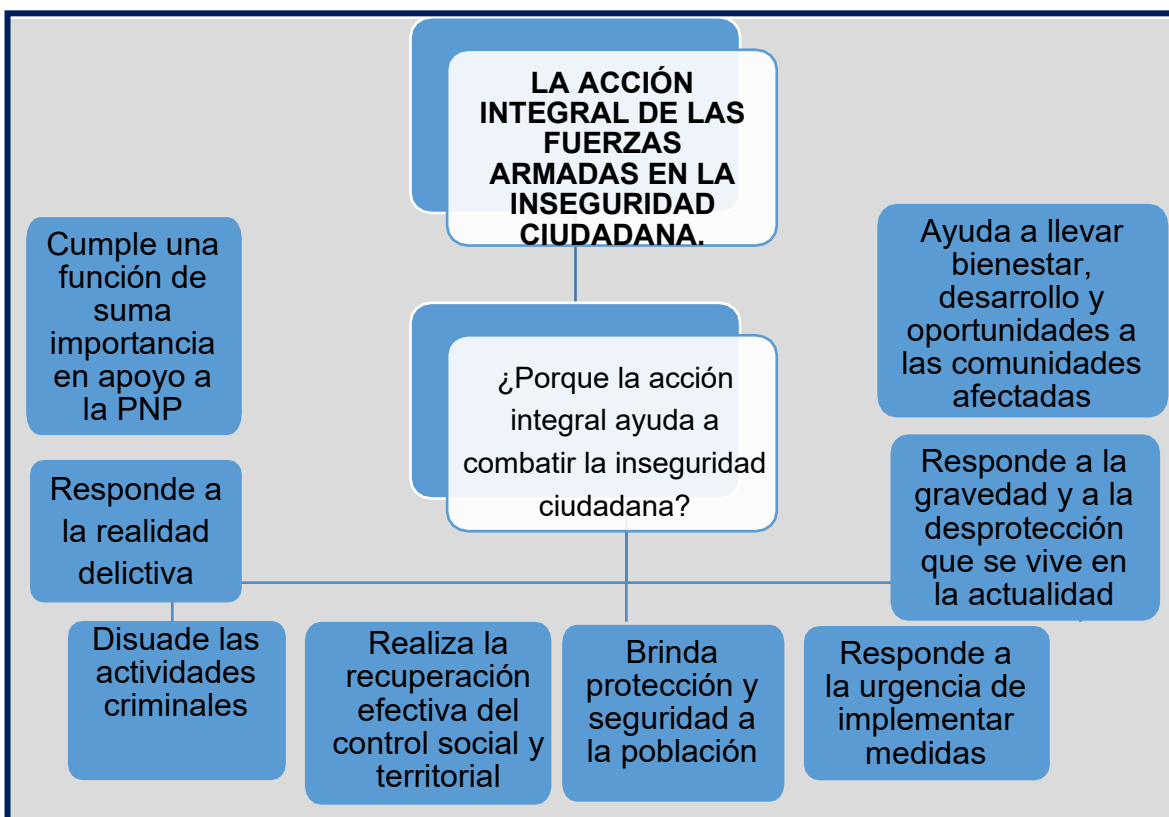 LA ACCIÓN
INTEGRAL DE LAS
FUERZAS
ARMADAS EN LA
INSEGURIDAD
CIUDADANA.
Cumple una
función de
suma
importancia
en apoyo a
la PNP
Ayuda a llevar
bienestar,
desarrollo y
oportunidades a
las comunidades
afectadas
¿Porque la acción
integral ayuda a
combatir la inseguridad
ciudadana?
Responde a
la realidad
delictiva
Responde a la
gravedad y a la
desprotección
que se vive en
la actualidad
Disuade las
actividades
criminales
Realiza la
recuperación
efectiva del
control social y
territorial
Brinda
protección y
seguridad a
la población
Responde a
la urgencia de
implementar
medidas